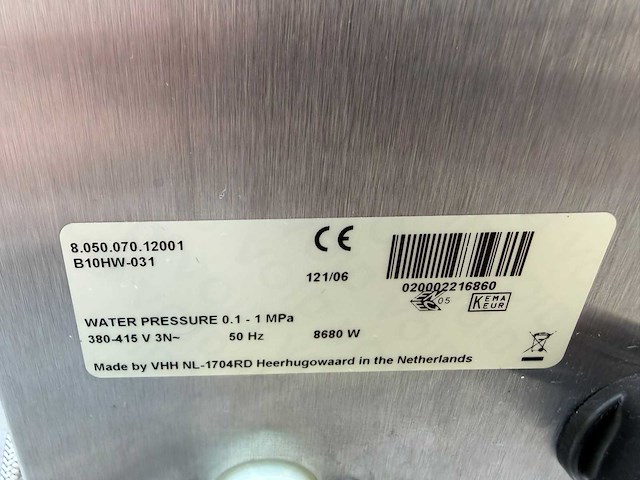 8.050.070.12001
B10HW-031
CE
121/06
020002216860
05
KEMA
EUR
WATER PRESSURE 0.1 - 1 MPa
380-415 V 3N~ 50 Hz 8680 W
Made by VHH NL-1704RD Heerhugowaard in the Netherlands